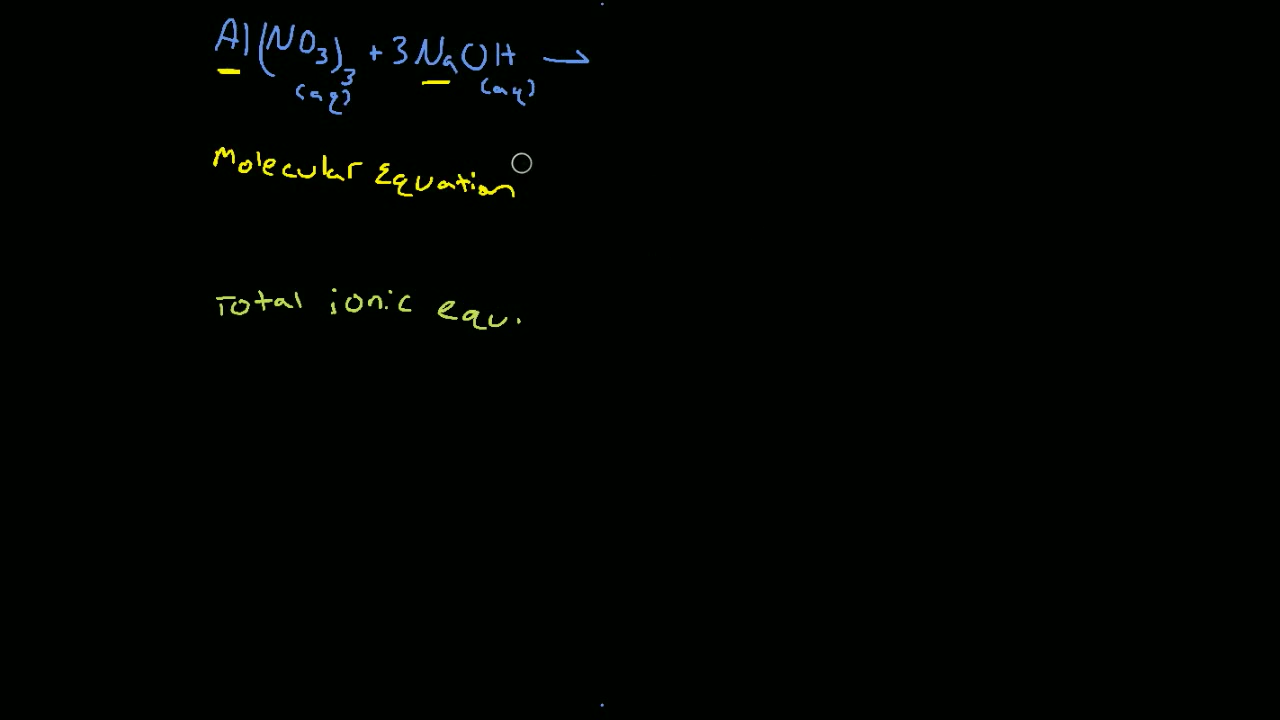 Al(NO₃)₃ + 3NaOH →
(aq) (aq)
Molecular Equation
Total ionic equ.